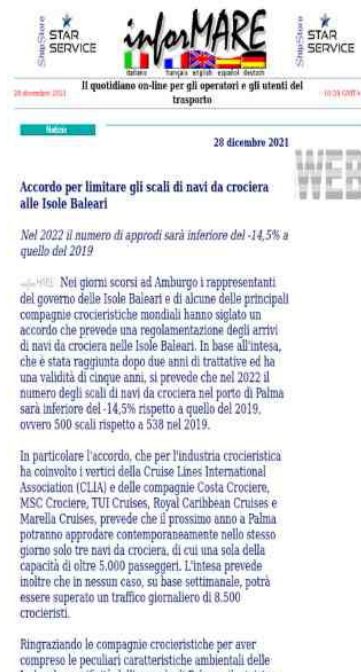 ShipStore
STAR
SERVICE
inforMARE
ShipStore
STAR
SERVICE
italiano français english español deutsch
28 dicembre 2021
Il quotidiano on-line per gli operatori e gli utenti del
trasporto
Notizie
28 dicembre 2021
WEB
Accordo per limitare gli scali di navi da crociera
alle Isole Baleari
Nel 2022 il numero di approdi sarà inferiore del -14,5% a
quello del 2019
inforMARE Nei giorni scorsi ad Amburgo i rappresentanti
del governo delle Isole Baleari e di alcune delle principali
compagnie crocieristiche mondiali hanno siglato un
accordo che prevede una regolamentazione degli arrivi
di navi da crociera nelle Isole Baleari. In base all'intesa,
che è stata raggiunta dopo due anni di trattative ed ha
una validità di cinque anni, si prevede che nel 2022 il
numero degli scali di navi da crociera nel porto di Palma
sarà inferiore del -14,5% rispetto a quello del 2019,
ovvero 500 scali rispetto a 538 nel 2019.
In particolare l'accordo, che per l'industria crocieristica
ha coinvolto i vertici della Cruise Lines International
Association (CLIA) e delle compagnie Costa Crociere,
MSC Crociere, TUI Cruises, Royal Caribbean Cruises e
Marella Cruises, prevede che il prossimo anno a Palma
potranno approdare contemporaneamente nello stesso
giorno solo tre navi da crociera, di cui una sola della
capacità di oltre 5.000 passeggeri. L'intesa prevede
inoltre che in nessun caso, su base settimanale, potrà
essere superato un traffico giornaliero di 8.500
crocieristi.
Ringraziando le compagnie crocieristiche per aver
compreso le peculiari caratteristiche ambientali delle